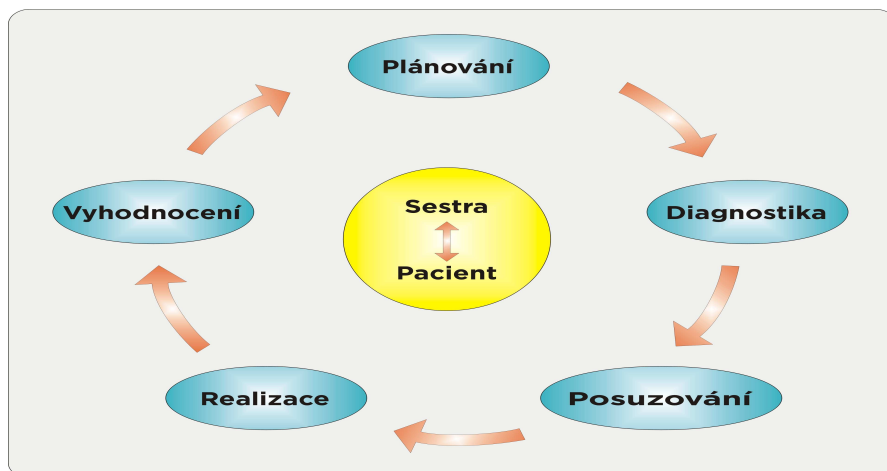 Plánování
Diagnostika
Posuzování
Realizace
Vyhodnocení
Sestra
Pacient